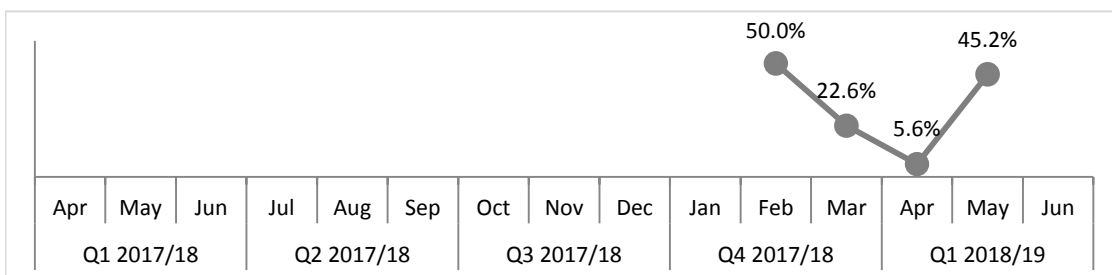 50.0%
45.2%
22.6%
5.6%
Apr May Jun Jul Aug Sep Oct Nov Dec Jan Feb Mar Apr May Jun
Q1 2017/18 Q2 2017/18 Q3 2017/18 Q4 2017/18 Q1 2018/19